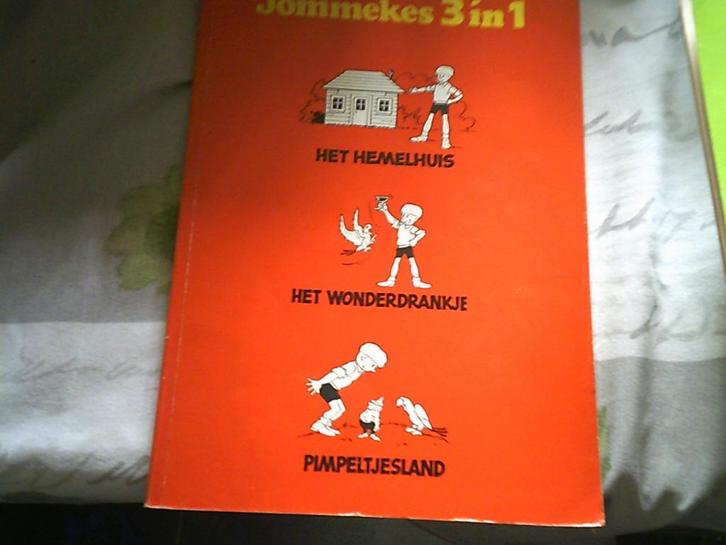 Jommekes 3 in 1
HET HEMELHUIS
HET WONDERDRANKJE
PIMPELTJESLAND